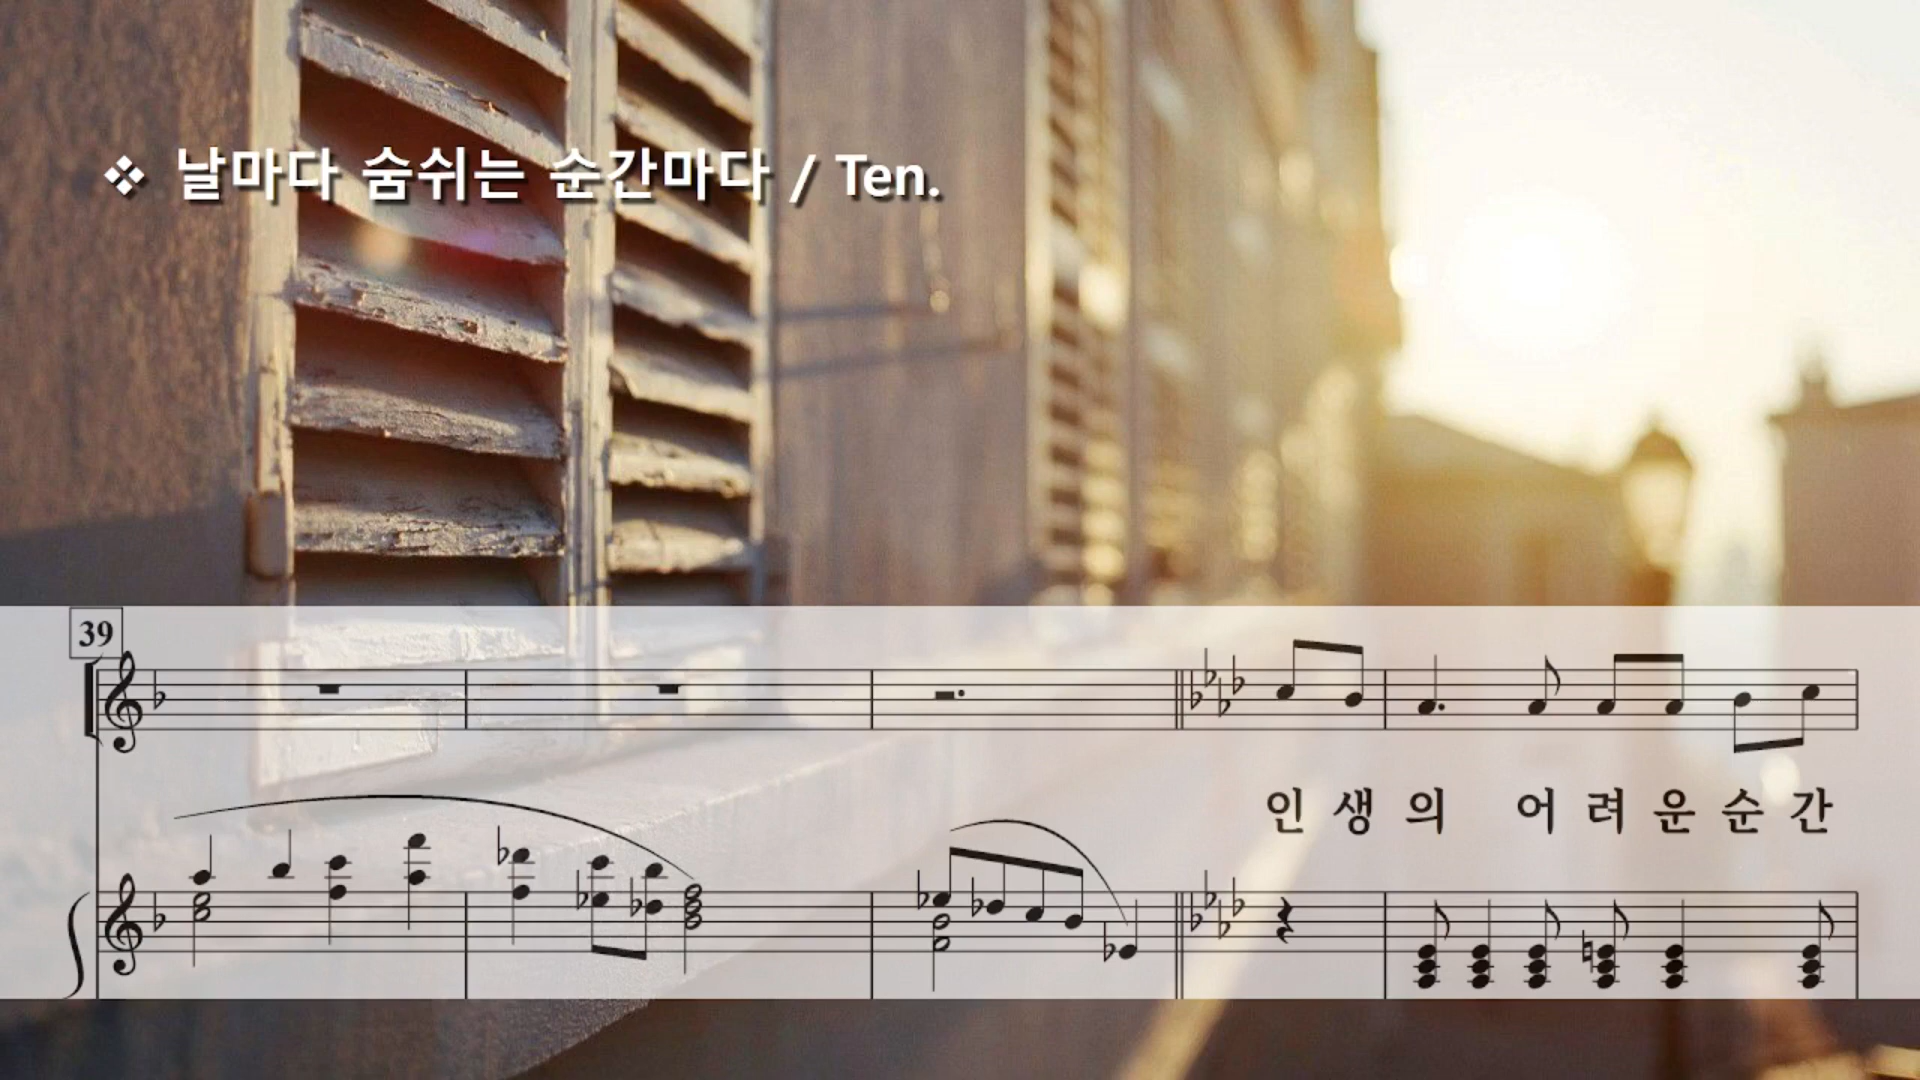 ❖ 날마다 숨쉬는 순간마다 / Ten.
39
인 생 의 어 려 운 순 간